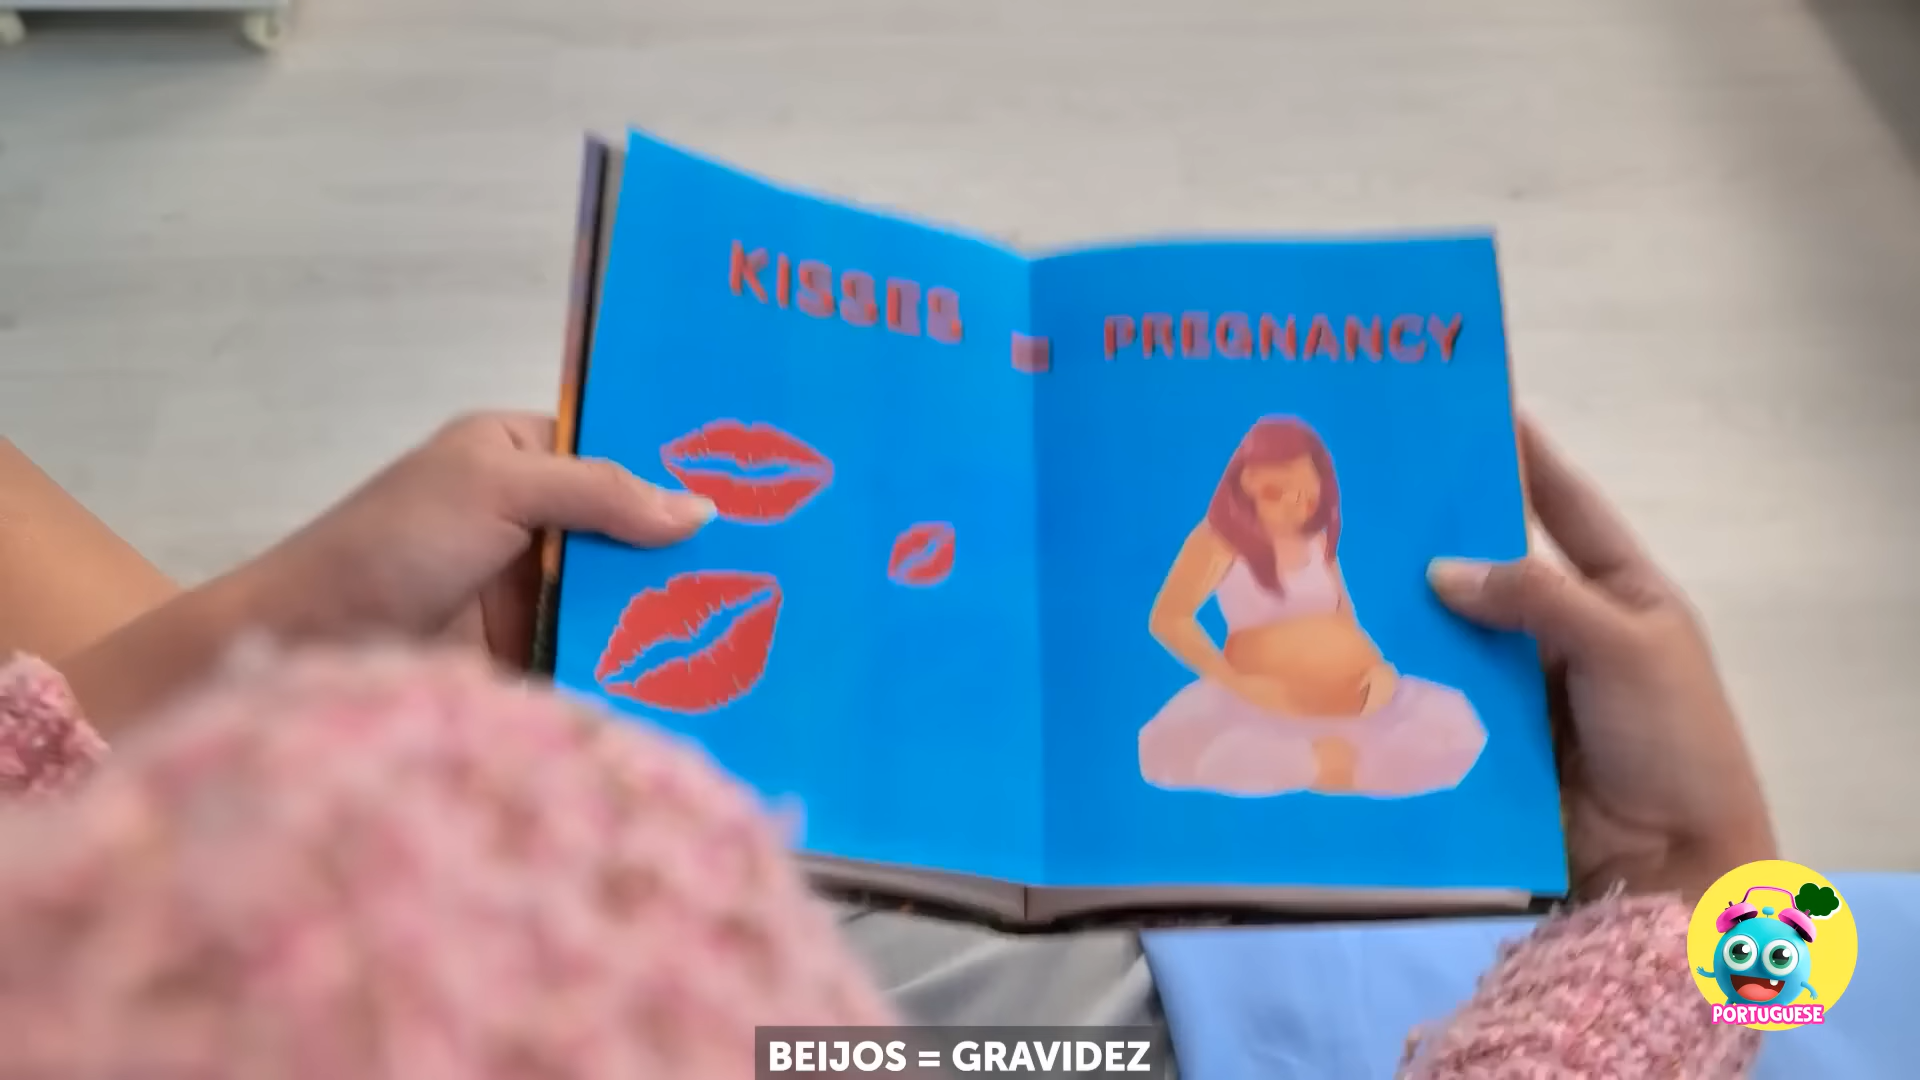 KISSES = PREGNANCY
PORTUGUESE
BEIJOS = GRAVIDEZ